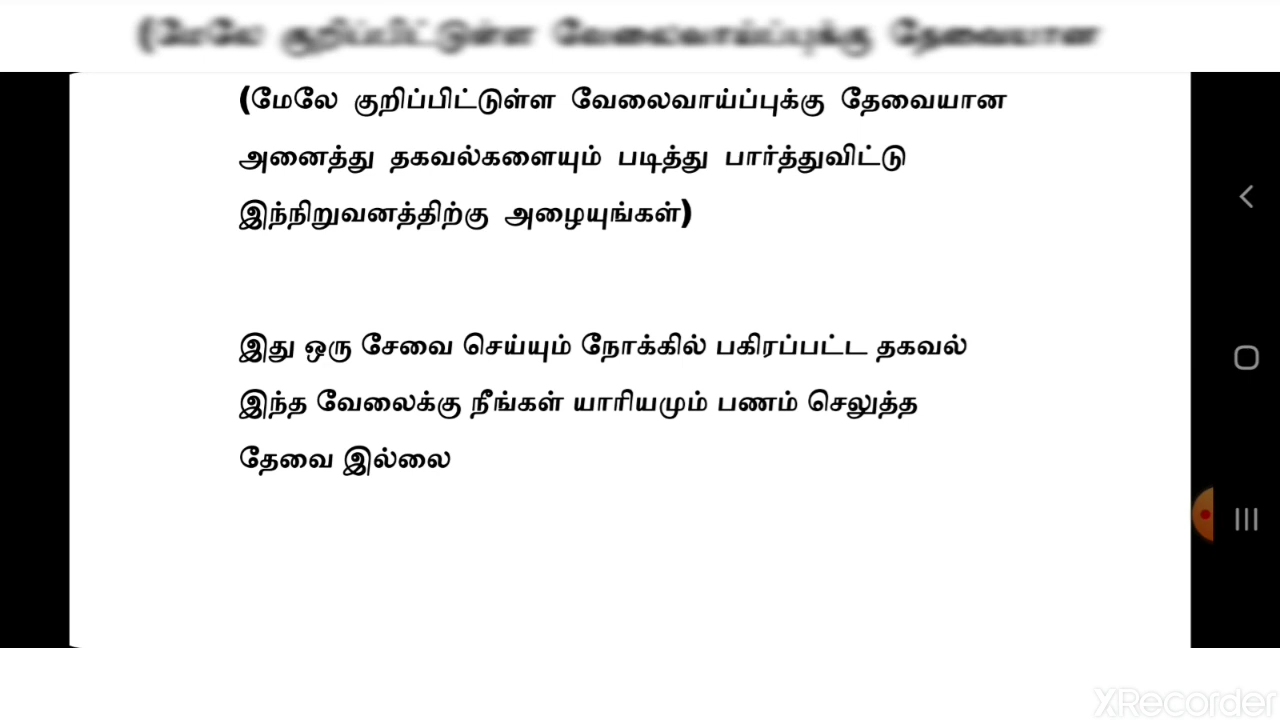 (மேலே குறிப்பிட்டுள்ள வேலைவாய்ப்புக்கு தேவையான
(மேலே குறிப்பிட்டுள்ள வேலைவாய்ப்புக்கு தேவையான
அனைத்து தகவல்களையும் படித்து பார்த்துவிட்டு
இந்நிறுவனத்திற்கு அழையுங்கள்)
இது ஒரு சேவை செய்யும் நோக்கில் பகிரப்பட்ட தகவல்
இந்த வேலைக்கு நீங்கள் யாரியமும் பணம் செலுத்த
தேவை இல்லை
XRecorder